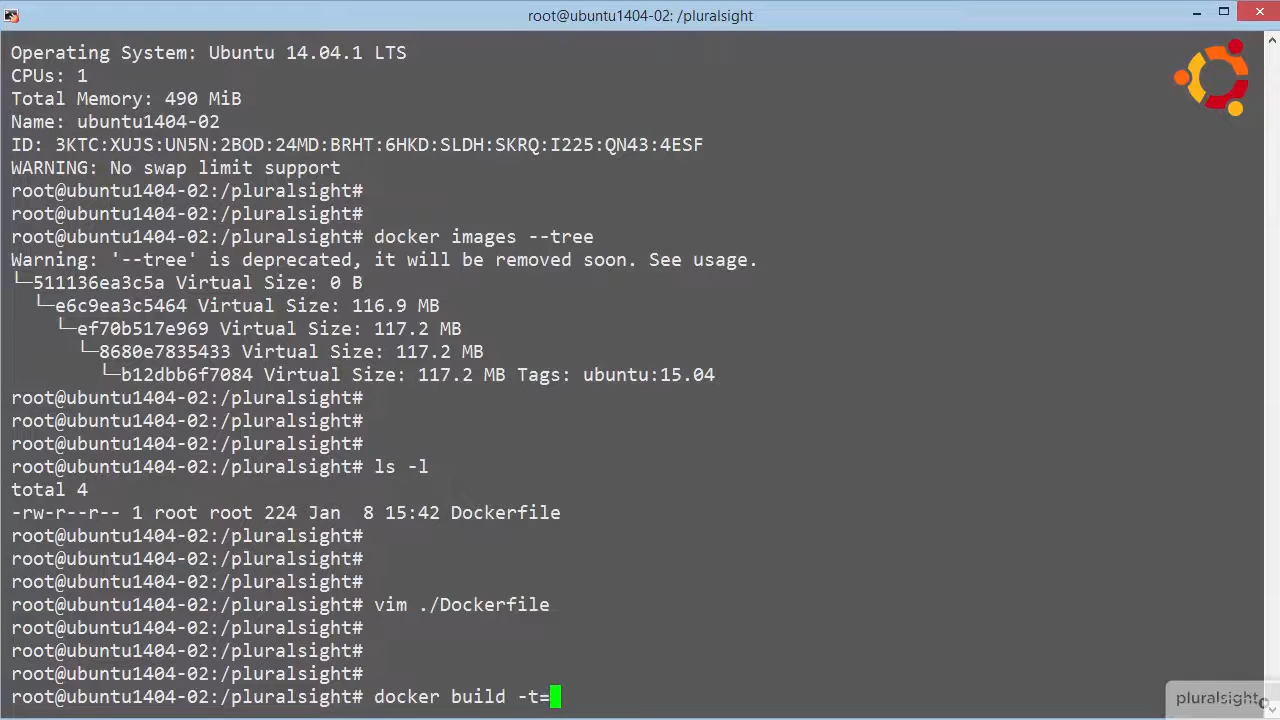 root@ubuntu1404-02: /pluralsight
Operating System: Ubuntu 14.04.1 LTS
CPUs: 1
Total Memory: 490 MiB
Name: ubuntu1404-02
ID: 3KTC:XUJS:UN5N:2BOD:24MD:BRHT:6HKD:SLDH:SKRQ:I225:QN43:4ESF
WARNING: No swap limit support
root@ubuntu1404-02:/pluralsight#
root@ubuntu1404-02:/pluralsight#
root@ubuntu1404-02:/pluralsight# docker images --tree
Warning: '--tree' is deprecated, it will be removed soon. See usage.
└─511136ea3c5a Virtual Size: 0 B
└─e6c9ea3c5464 Virtual Size: 116.9 MB
└─ef70b517e969 Virtual Size: 117.2 MB
└─8680e7835433 Virtual Size: 117.2 MB
└─b12dbb6f7084 Virtual Size: 117.2 MB Tags: ubuntu:15.04
root@ubuntu1404-02:/pluralsight#
root@ubuntu1404-02:/pluralsight#
root@ubuntu1404-02:/pluralsight#
root@ubuntu1404-02:/pluralsight# ls -l
total 4
-rw-r--r-- 1 root root 224 Jan  8 15:42 Dockerfile
root@ubuntu1404-02:/pluralsight#
root@ubuntu1404-02:/pluralsight#
root@ubuntu1404-02:/pluralsight#
root@ubuntu1404-02:/pluralsight# vim ./Dockerfile
root@ubuntu1404-02:/pluralsight#
root@ubuntu1404-02:/pluralsight#
root@ubuntu1404-02:/pluralsight#
root@ubuntu1404-02:/pluralsight# docker build -t=
pluralsight